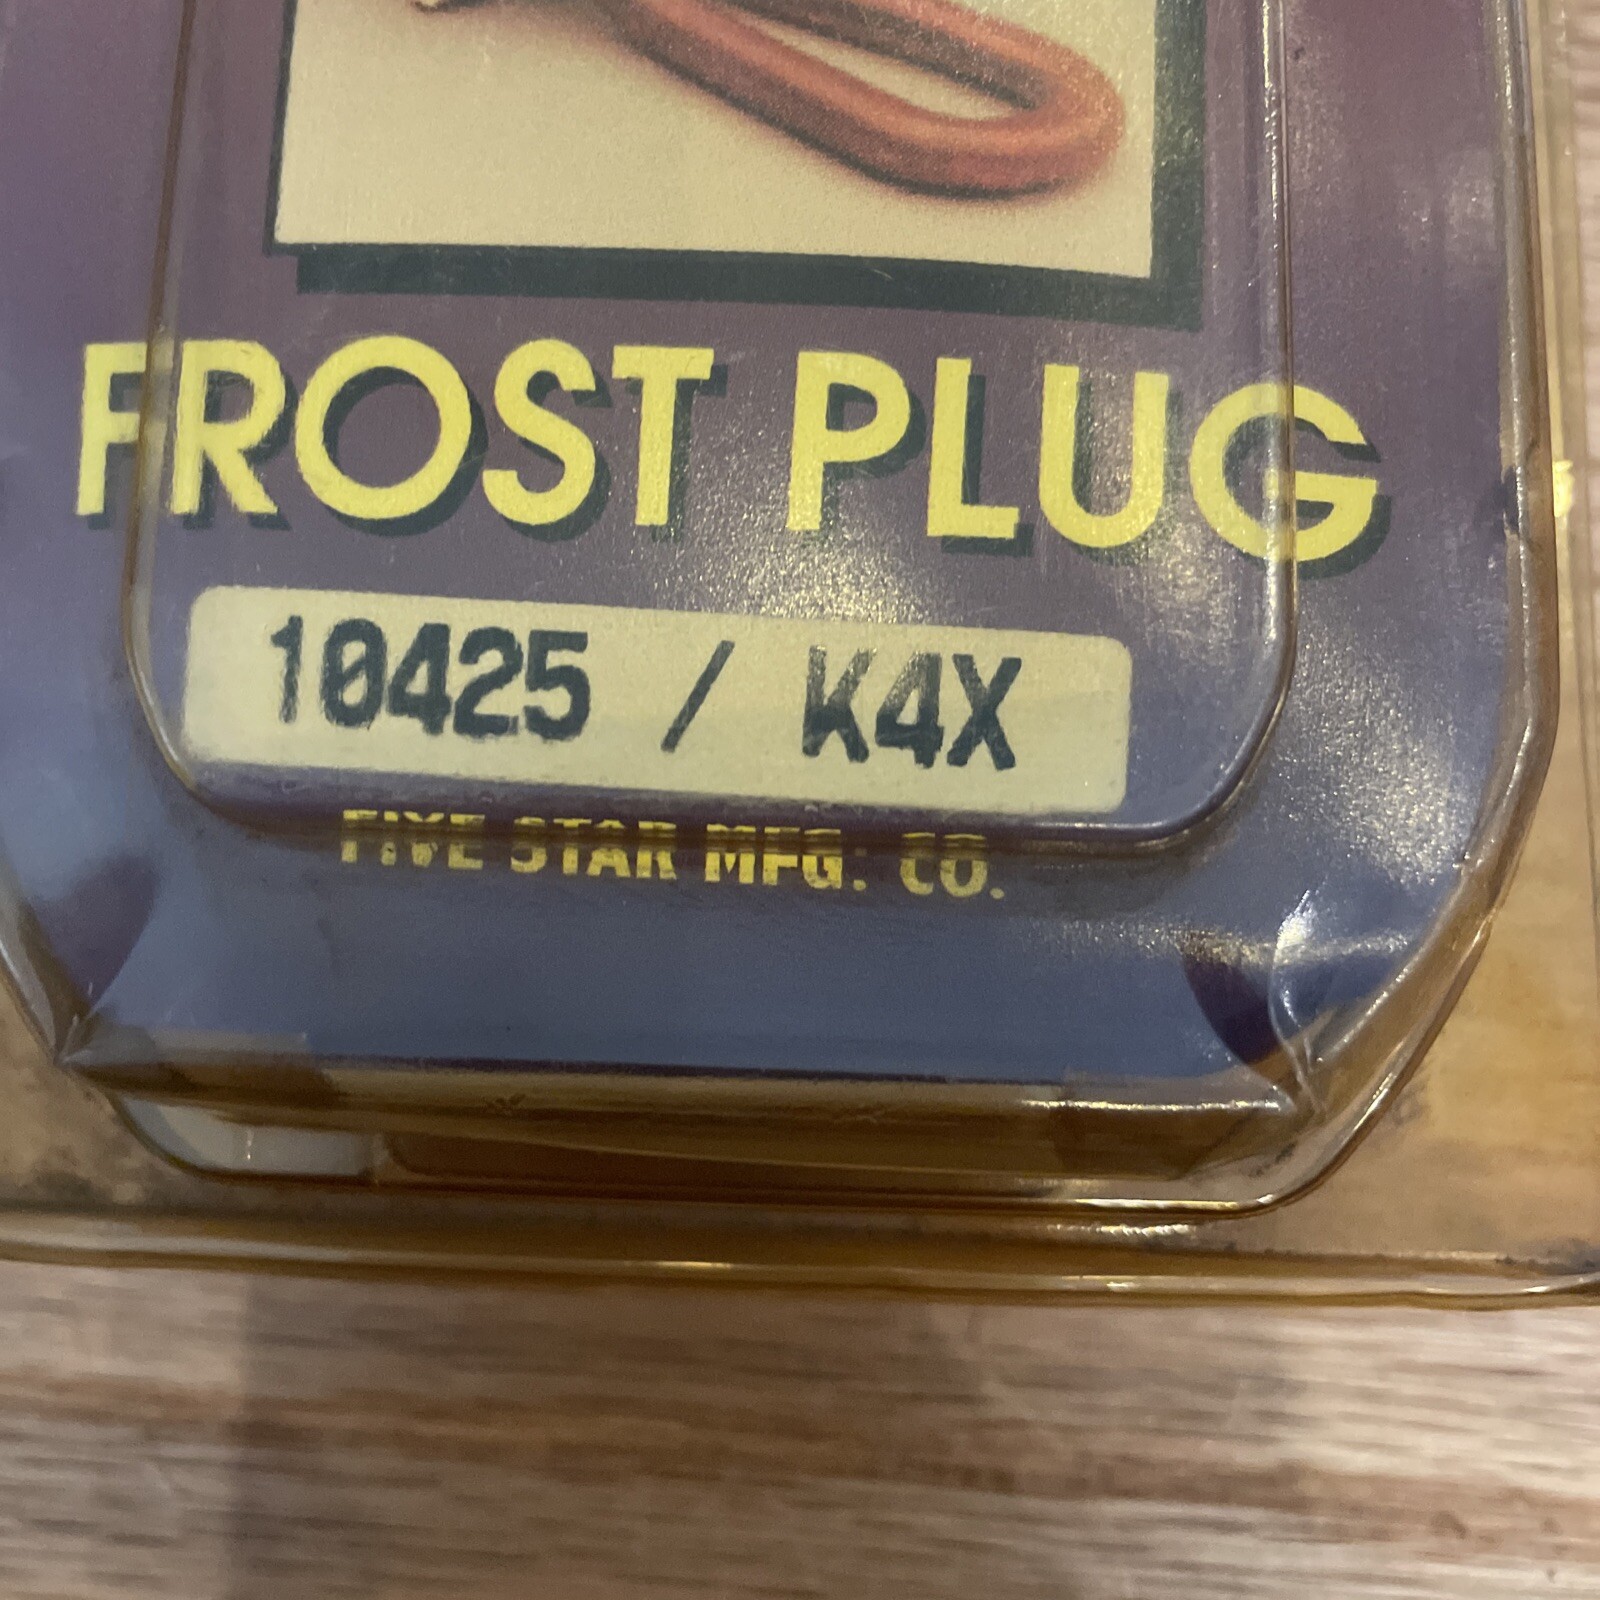 FROST PLUG
10425 / K4X
FIVE STAR MFG. CO.